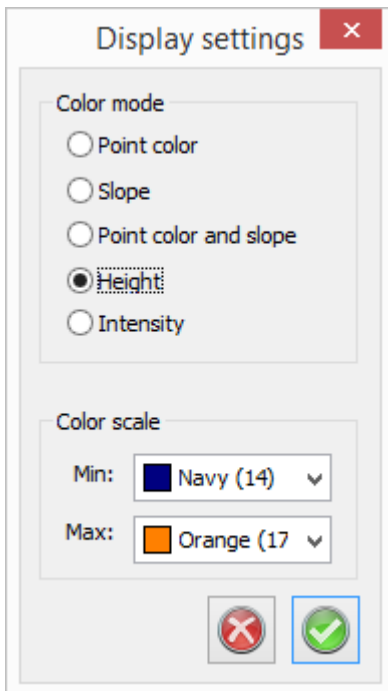 Display settings
Color mode
Point color
Slope
Point color and slope
Height
Intensity
Color scale
Min: Navy (14)
Max: Orange (17